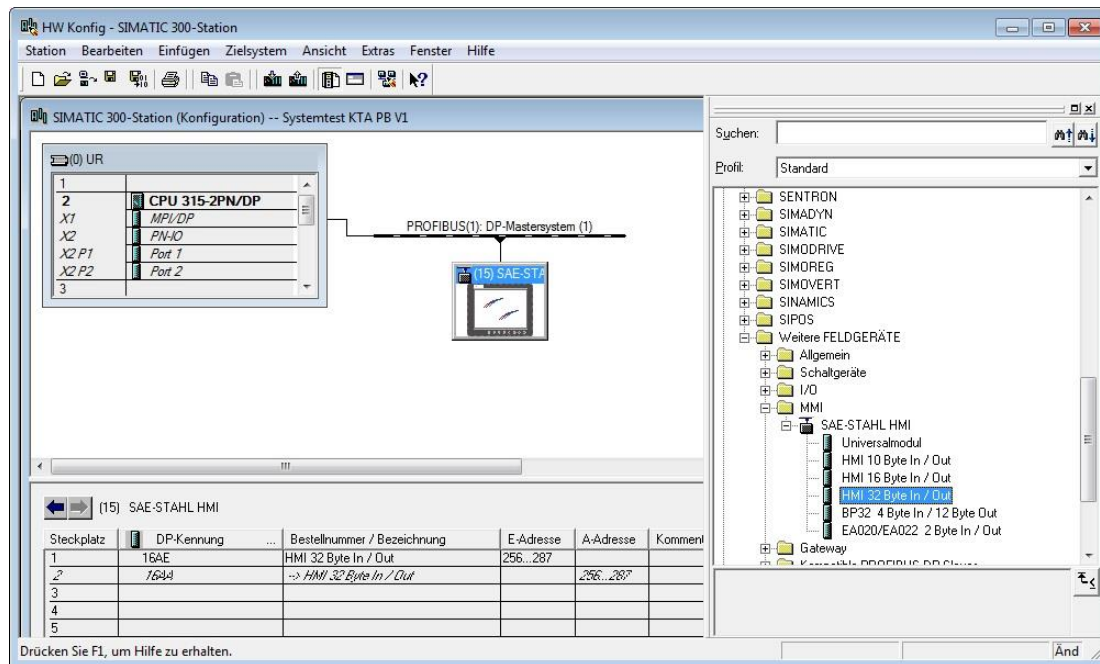 HW Konfig - SIMATIC 300-Station
Station Bearbeiten Einfügen Zielsystem Ansicht Extras Fenster Hilfe
SIMATIC 300-Station (Konfiguration) -- Systemtest KTA PB V1
(0) UR
1
2 CPU 315-2PN/DP
X1 MPI/DP
X2 PN-IO
X2 P1 Port 1
X2 P2 Port 2
3
PROFIBUS(1): DP-Mastersystem (1)
(15) SAE-STA
(15) SAE-STAHL HMI
Steckplatz DP-Kennung ... Bestellnummer / Bezeichnung E-Adresse A-Adresse Komment
1 16AE HMI 32 Byte In / Out 256...287
2 16AA --> HMI 32 Byte In / Out 256...287
3
4
5
Suchen:
Profil: Standard
SENTRON
SIMADYN
SIMATIC
SIMODRIVE
SIMOREG
SIMOVERT
SINAMICS
SIPOS
Weitere FELDGERÄTE
Allgemein
Schaltgeräte
I/O
MMI
SAE-STAHL HMI
Universalmodul
HMI 10 Byte In / Out
HMI 16 Byte In / Out
HMI 32 Byte In / Out
BP32 4 Byte In / 12 Byte Out
EA020/EA022 2 Byte In / Out
Gateway
Kompatible PROFIBUS-DP-Slaves
Drücken Sie F1, um Hilfe zu erhalten.
Änd